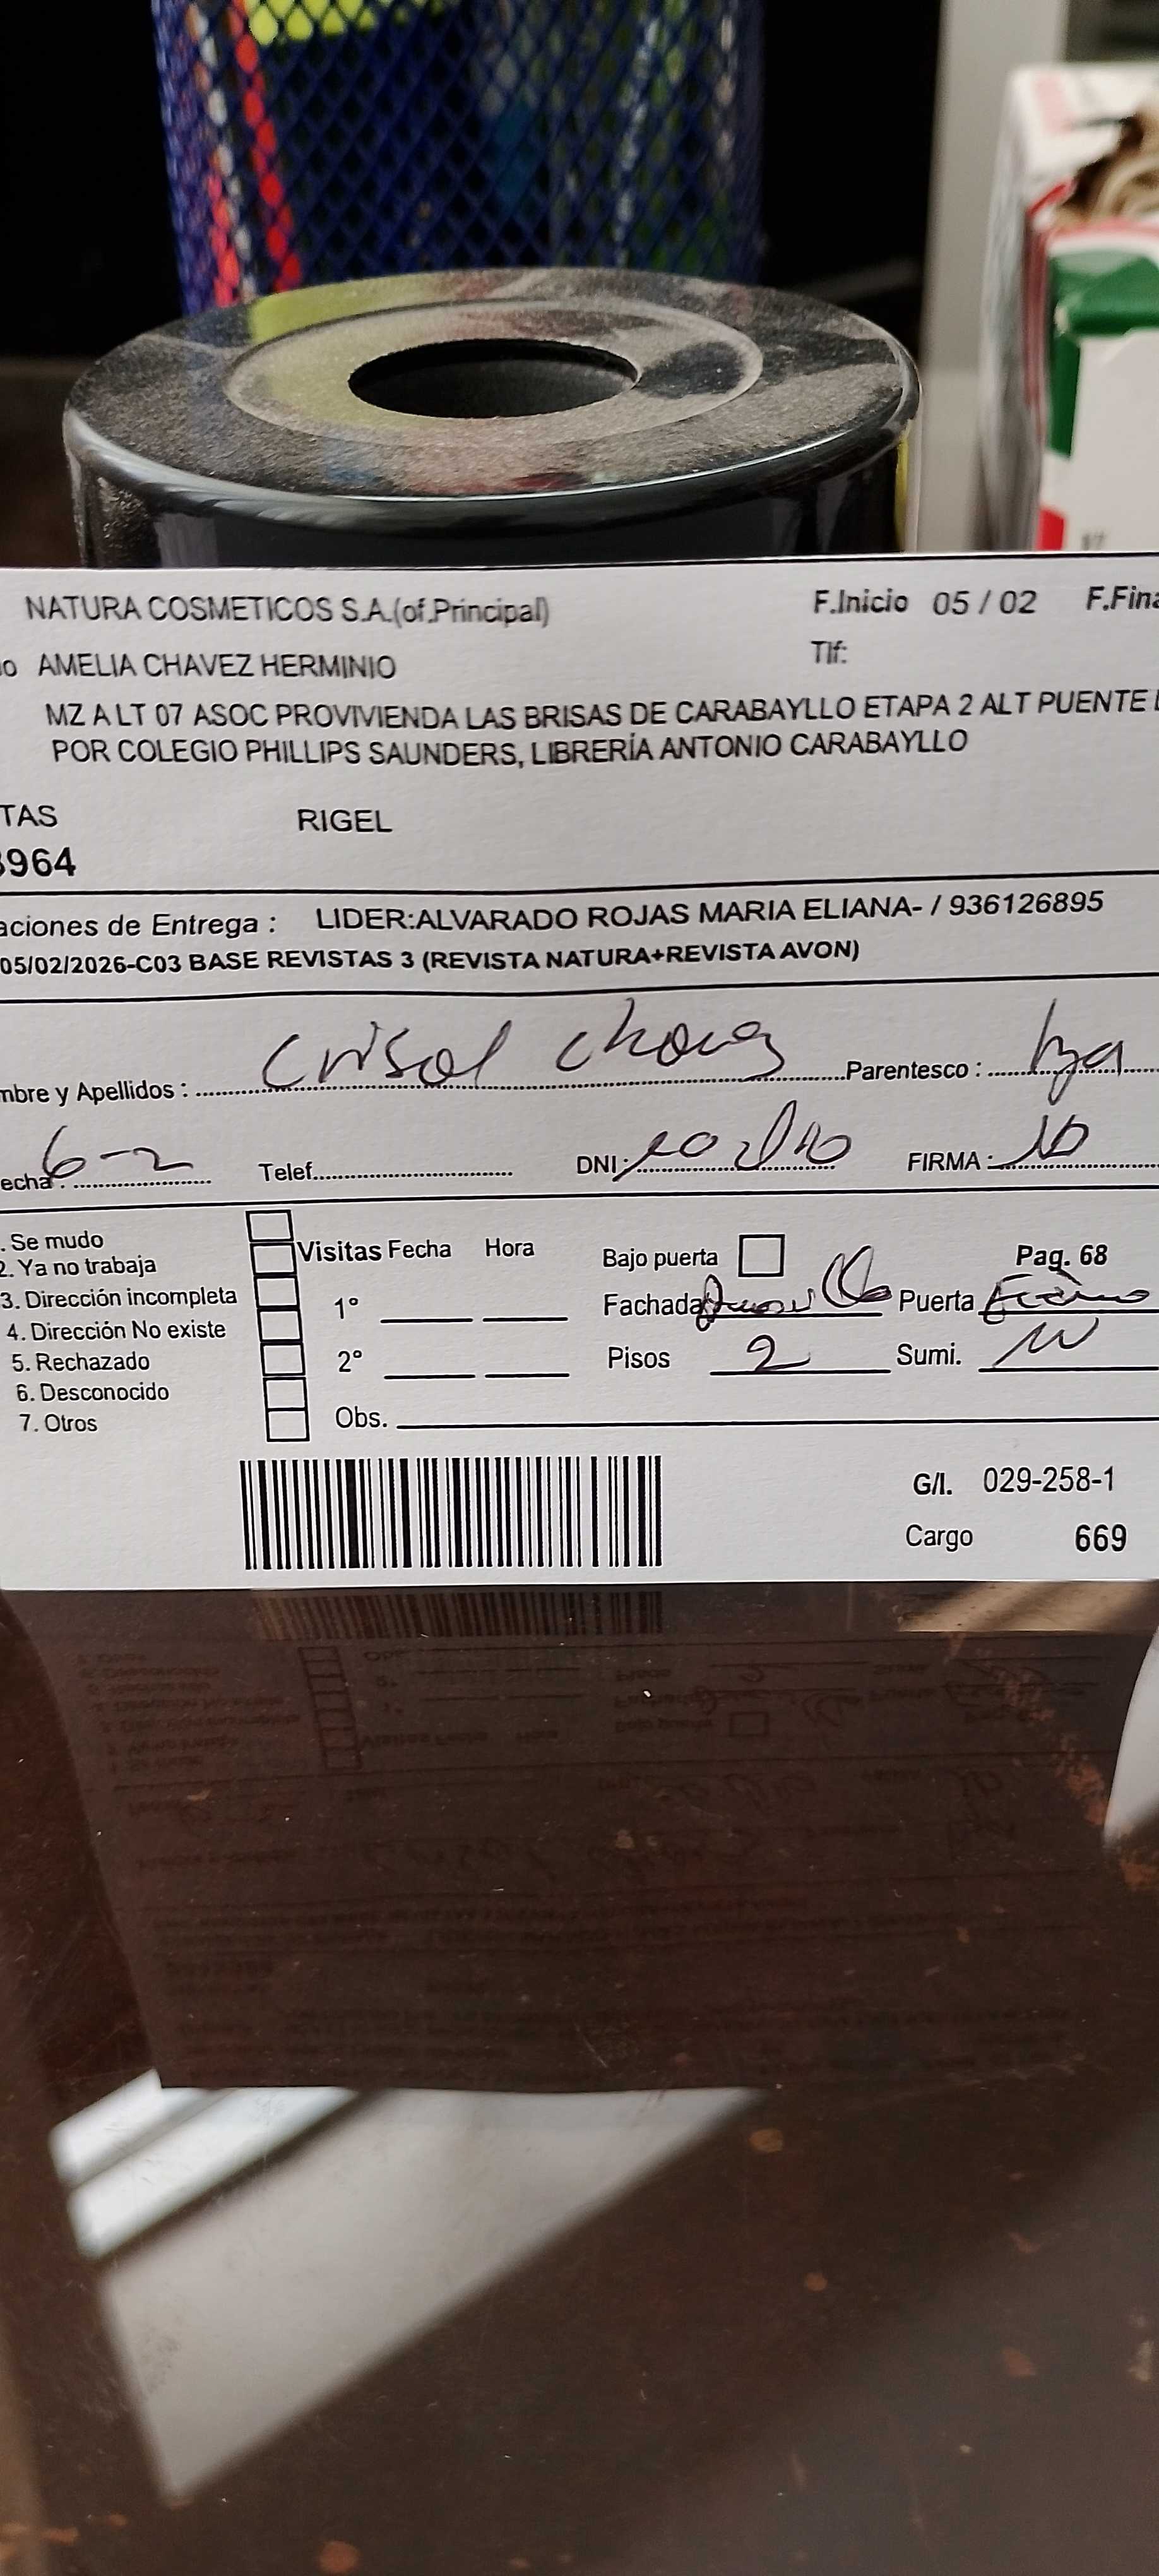 NATURA COSMETICOS S.A.(of.Principal) F.Inicio 05 / 02 F.Fina
o AMELIA CHAVEZ HERMINIO Tlf:
MZ A LT 07 ASOC PROVIVIENDA LAS BRISAS DE CARABAYLLO ETAPA 2 ALT PUENTE
POR COLEGIO PHILLIPS SAUNDERS, LIBRERÍA ANTONIO CARABAYLLO
TAS RIGEL
3964
aciones de Entrega : LIDER:ALVARADO ROJAS MARIA ELIANA- / 936126895
05/02/2026-C03 BASE REVISTAS 3 (REVISTA NATURA+REVISTA AVON)
mbre y Apellidos : Crisol Chavez Parentesco : hja
echa : 6-2 Telef. DNI: FIRMA :
. Se mudo
2. Ya no trabaja Visitas Fecha Hora Bajo puerta Pag. 68
3. Dirección incompleta 1° Fachada Puerta
4. Dirección No existe
5. Rechazado 2° Pisos 2 Sumi.
6. Desconocido
7. Otros Obs.
G/I. 029-258-1
Cargo 669